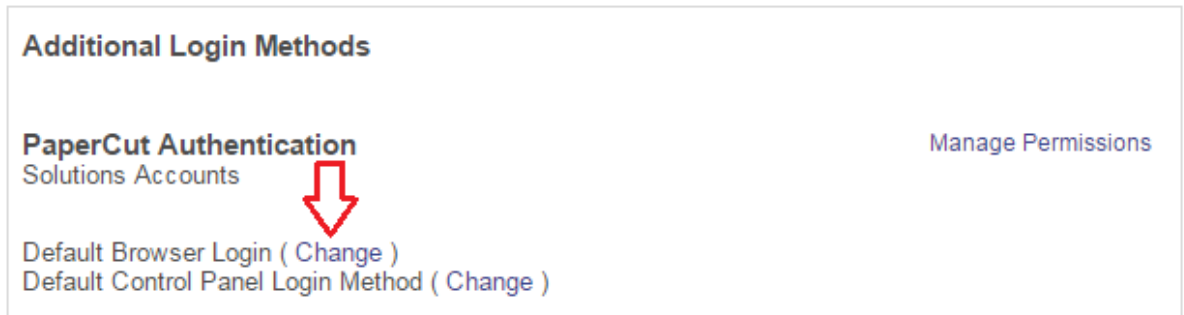 Additional Login Methods
PaperCut Authentication
Manage Permissions
Solutions Accounts
Default Browser Login ( Change )
Default Control Panel Login Method ( Change )